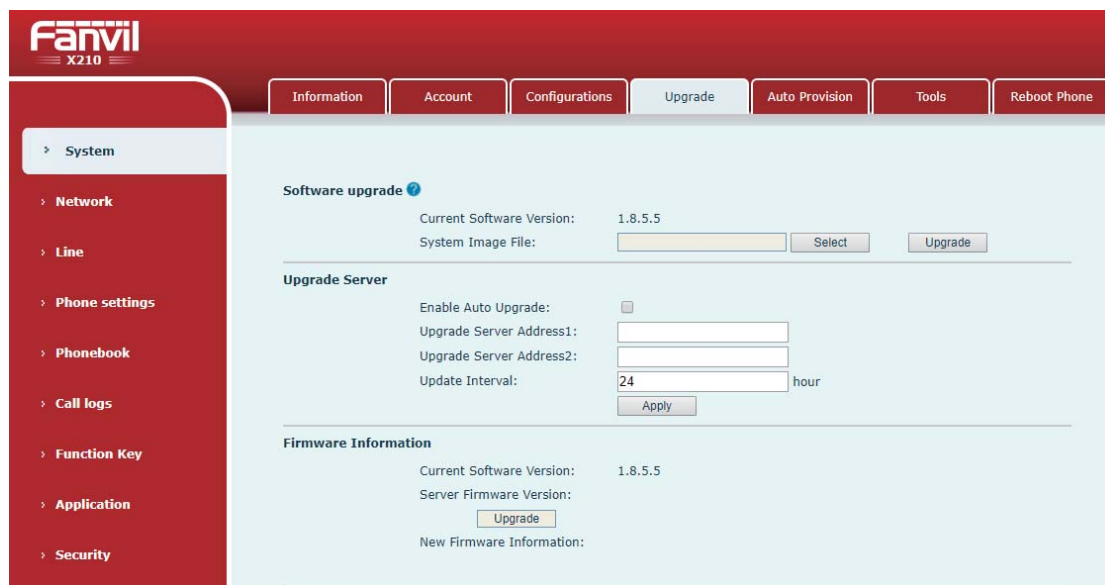 Fanvil
X210
Information Account Configurations Upgrade Auto Provision Tools Reboot Phone
› System
› Network
› Line
› Phone settings
› Phonebook
› Call logs
› Function Key
› Application
› Security
Software upgrade ?
Current Software Version: 1.8.5.5
System Image File: Select Upgrade
Upgrade Server
Enable Auto Upgrade:
Upgrade Server Address1:
Upgrade Server Address2:
Update Interval: 24 hour
Apply
Firmware Information
Current Software Version: 1.8.5.5
Server Firmware Version:
Upgrade
New Firmware Information: